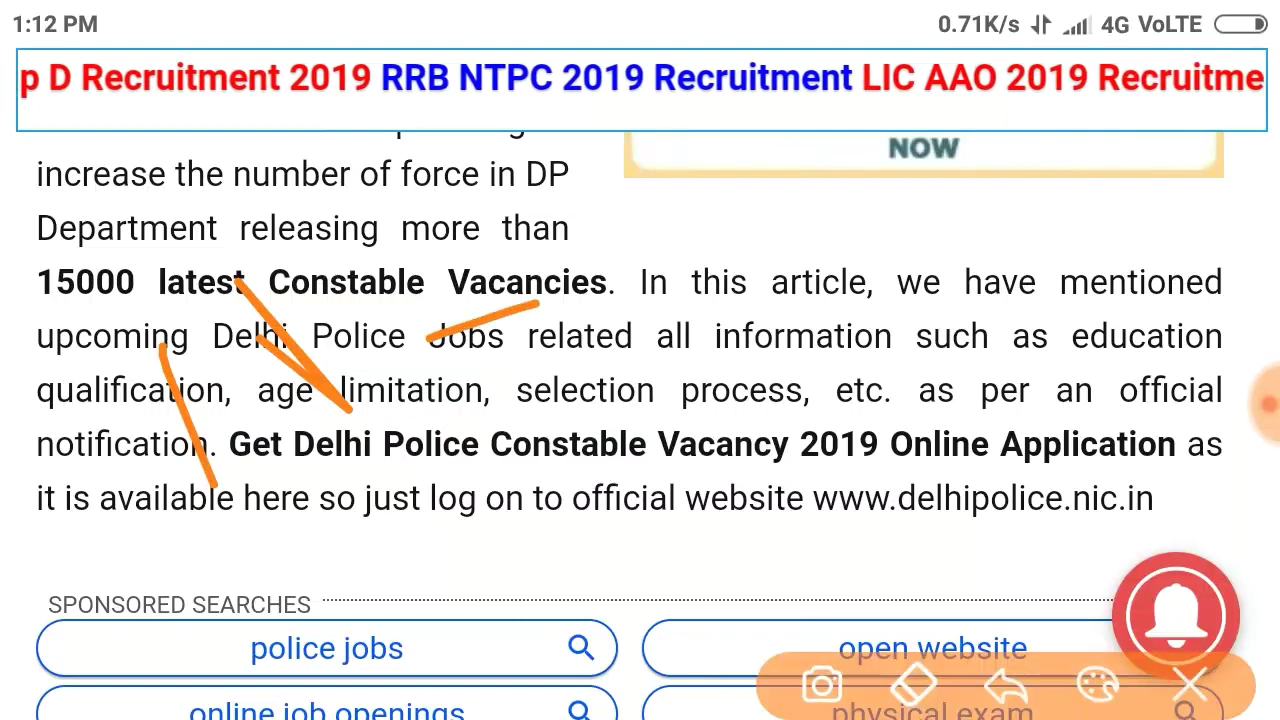 1:12 PM 0.71K/s 4G VoLTE
p D Recruitment 2019 RRB NTPC 2019 Recruitment LIC AAO 2019 Recruitme
NOW
increase the number of force in DP
Department releasing more than
15000 latest Constable Vacancies. In this article, we have mentioned
upcoming Delhi Police Jobs related all information such as education
qualification, age limitation, selection process, etc. as per an official
notification. Get Delhi Police Constable Vacancy 2019 Online Application as
it is available here so just log on to official website www.delhipolice.nic.in
SPONSORED SEARCHES
police jobs open website
online job openings physical exam